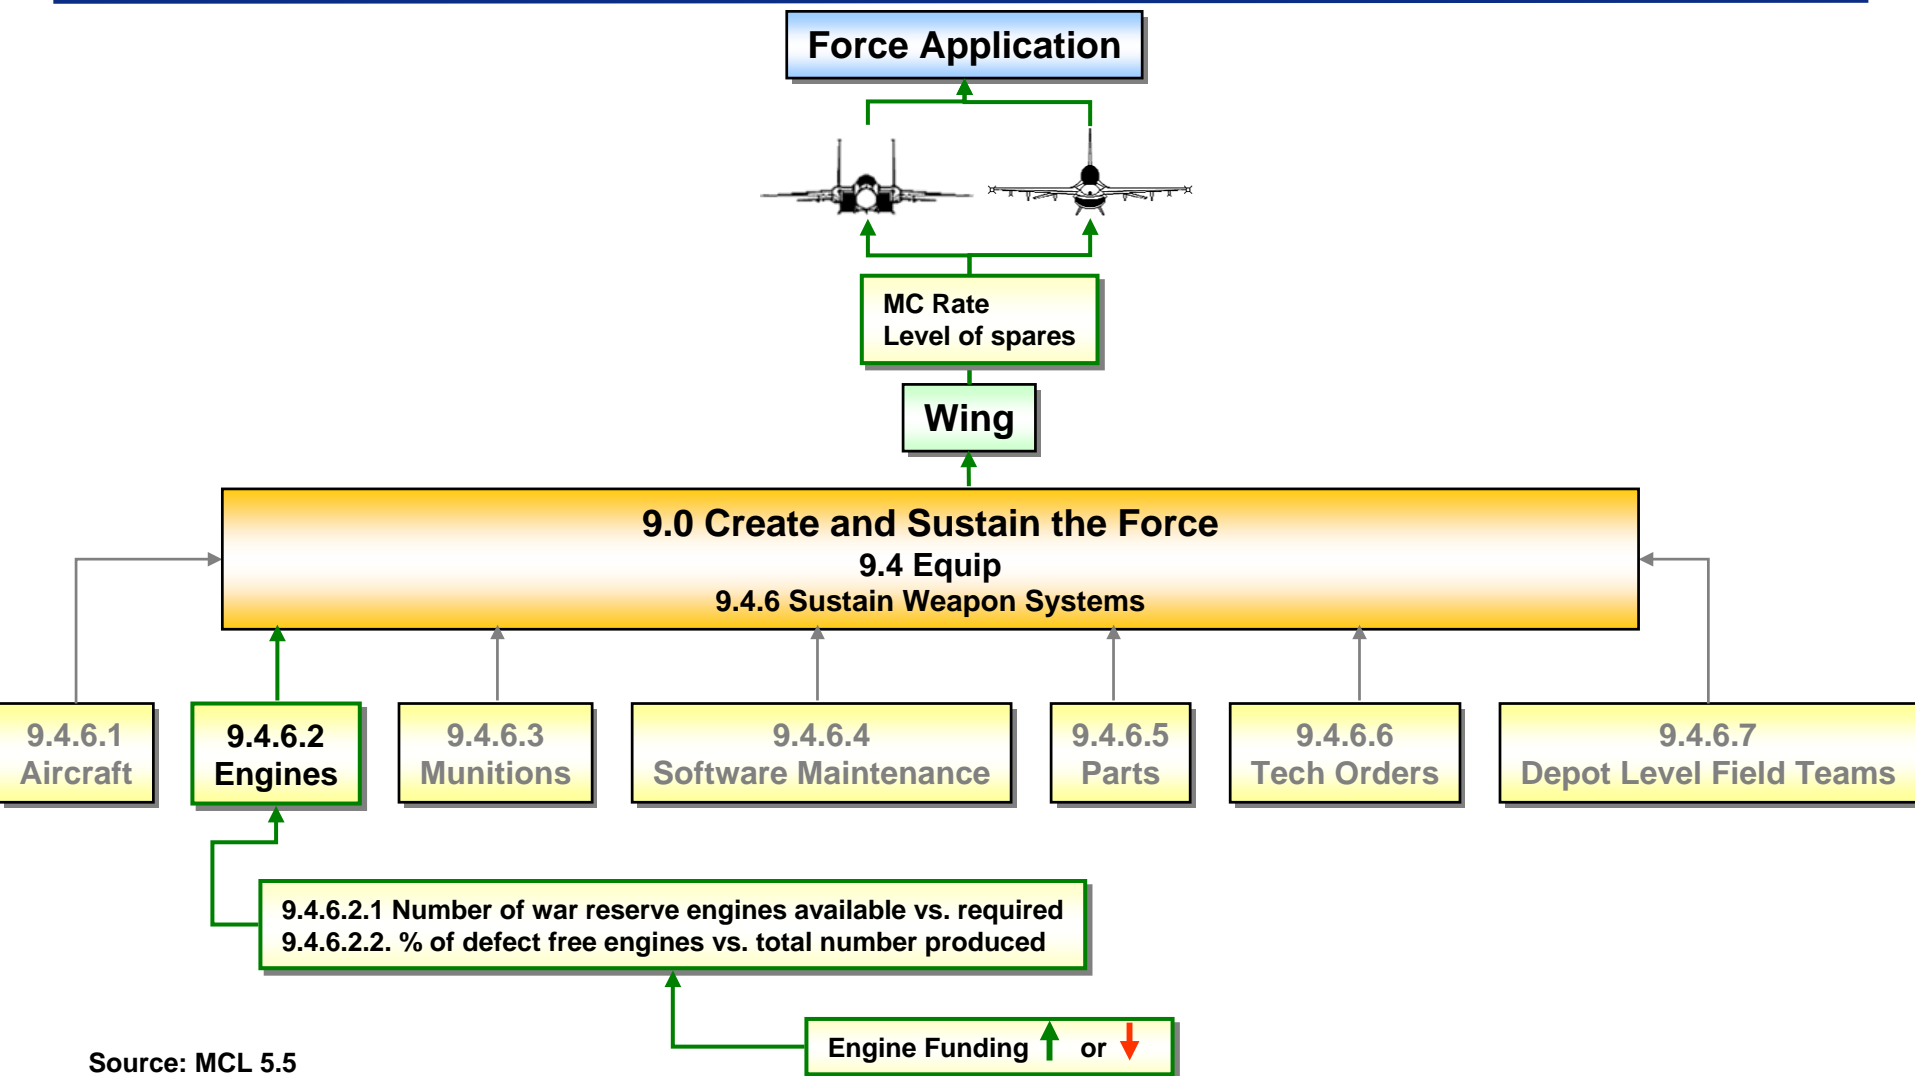 Force Application
MC Rate
Level of spares
Wing
9.0 Create and Sustain the Force
9.4 Equip
9.4.6 Sustain Weapon Systems
9.4.6.1
Aircraft
9.4.6.2
Engines
9.4.6.3
Munitions
9.4.6.4
Software Maintenance
9.4.6.5
Parts
9.4.6.6
Tech Orders
9.4.6.7
Depot Level Field Teams
9.4.6.2.1 Number of war reserve engines available vs. required
9.4.6.2.2. % of defect free engines vs. total number produced
Engine Funding or
Source: MCL 5.5